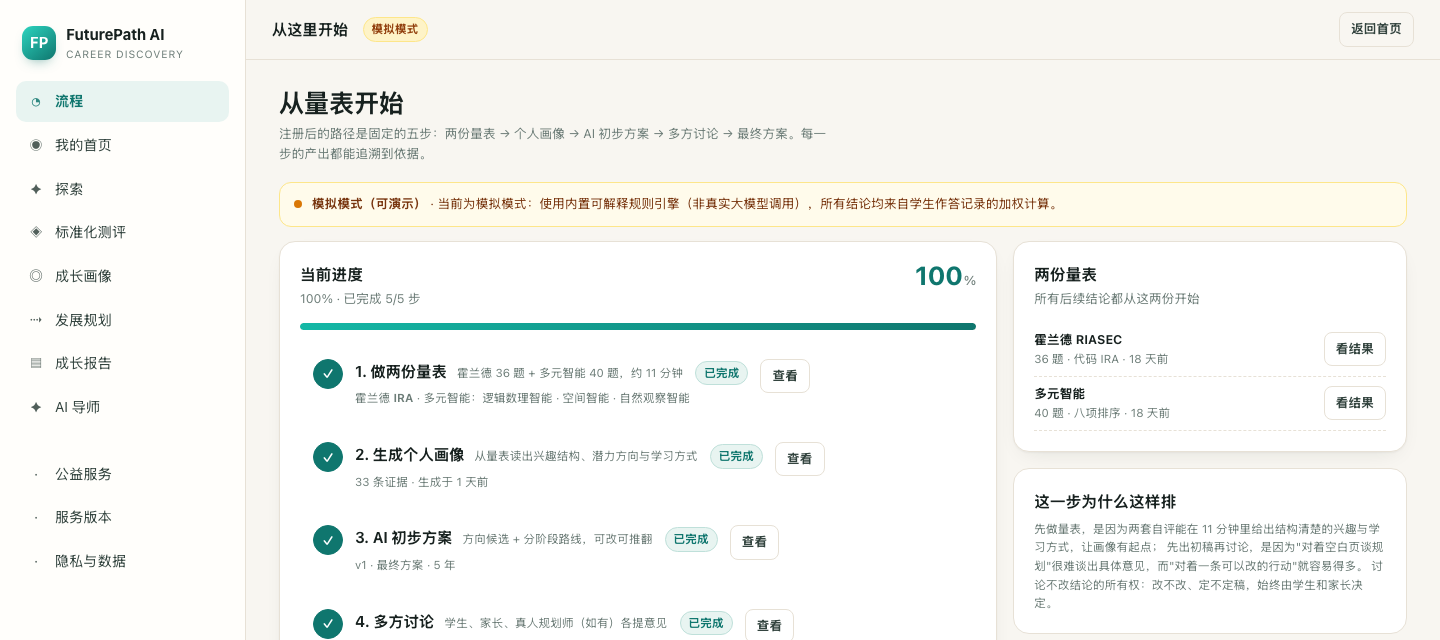 FP
FuturePath AI
CAREER DISCOVERY
流程
我的首页
探索
标准化测评
成长画像
发展规划
成长报告
AI 导师
公益服务
服务版本
隐私与数据
从这里开始
模拟模式
返回首页
从量表开始
注册后的路径是固定的五步：两份量表 → 个人画像 → AI 初步方案 → 多方讨论 → 最终方案。每一
步的产出都能追溯到依据。
模拟模式（可演示） · 当前为模拟模式：使用内置可解释规则引擎（非真实大模型调用），所有结论均来自学生作答记录的加权计算。
当前进度
100%
100% · 已完成 5/5 步
1. 做两份量表 霍兰德 36 题 + 多元智能 40 题，约 11 分钟 已完成 查看
霍兰德 IRA · 多元智能：逻辑数理智能 · 空间智能 · 自然观察智能
2. 生成个人画像 从量表读出兴趣结构、潜力方向与学习方式 已完成 查看
33 条证据 · 生成于 1 天前
3. AI 初步方案 方向候选 + 分阶段路线，可改可推翻 已完成 查看
v1 · 最终方案 · 5 年
4. 多方讨论 学生、家长、真人规划师（如有）各提意见 已完成 查看
两份量表
所有后续结论都从这两份开始
霍兰德 RIASEC
36 题 · 代码 IRA · 18 天前
看结果
多元智能
40 题 · 八项排序 · 18 天前
看结果
这一步为什么这样排
先做量表，是因为两套自评能在 11 分钟里给出结构清楚的兴趣与学
习方式，让画像有起点； 先出初稿再讨论，是因为"对着空白页谈规
划"很难谈出具体意见，而"对着一条可以改的行动"就容易得多。 讨
论不改结论的所有权：改不改、定不定稿，始终由学生和家长决
定。